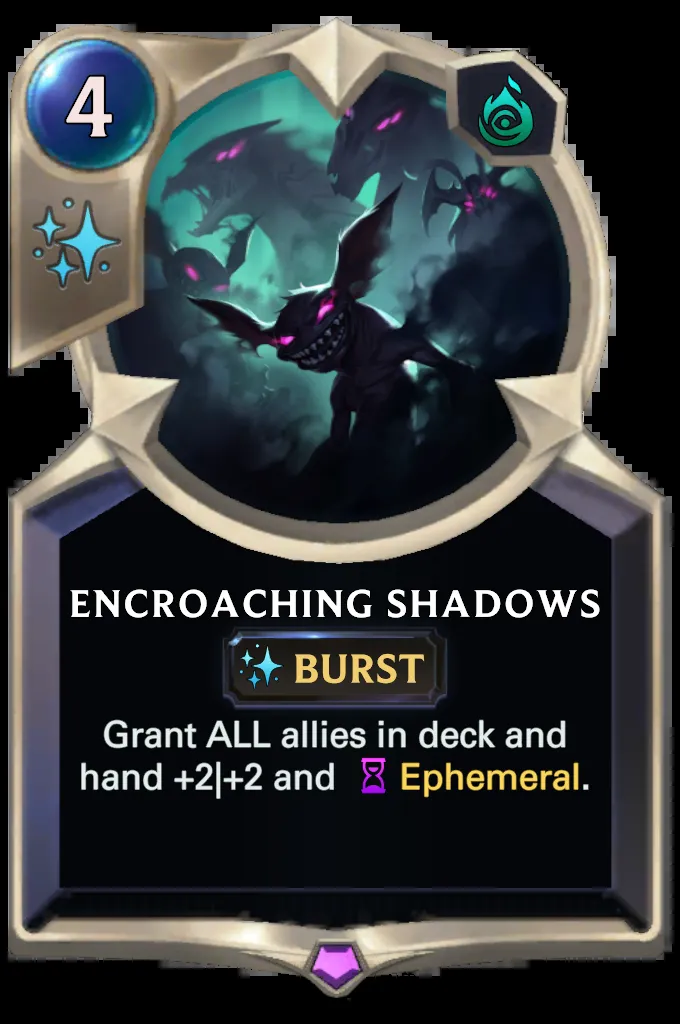 4
ENCROACHING SHADOWS
BURST
Grant ALL allies in deck and
hand +2|+2 and Ephemeral.